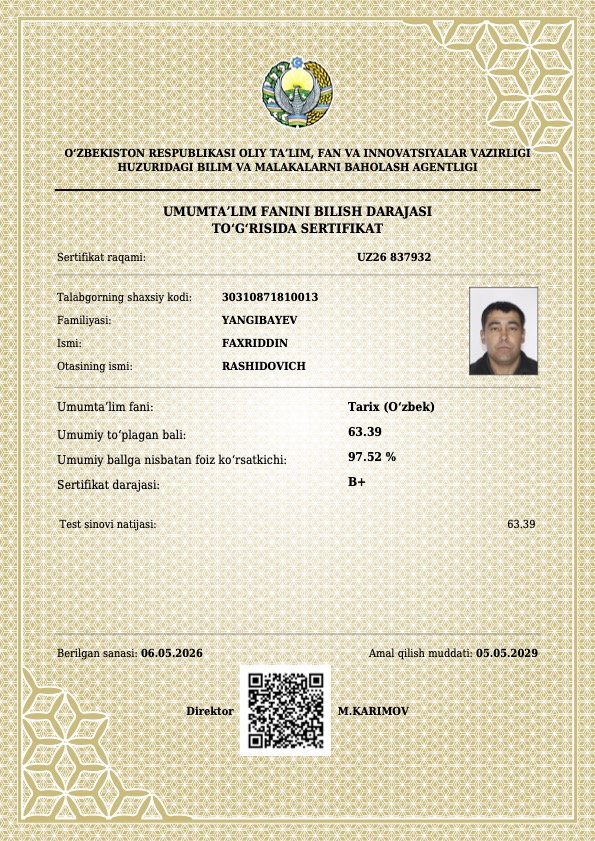 O‘ZBEKISTON RESPUBLIKASI OLIY TA’LIM, FAN VA INNOVATSIYALAR VAZIRLIGI
HUZURIDAGI BILIM VA MALAKALARNI BAHOLASH AGENTLIGI
UMUMTA’LIM FANINI BILISH DARAJASI
TO‘G‘RISIDA SERTIFIKAT
Sertifikat raqami: UZ26 837932
Talabgorning shaxsiy kodi: 30310871810013
Familiyasi: YANGIBAYEV
Ismi: FAXRIDDIN
Otasining ismi: RASHIDOVICH
Umumta’lim fani: Tarix (O‘zbek)
Umumiy to‘plagan bali: 63.39
Umumiy ballga nisbatan foiz ko‘rsatkichi: 97.52 %
Sertifikat darajasi: B+
Test sinovi natijasi: 63.39
Berilgan sanasi: 06.05.2026 Amal qilish muddati: 05.05.2029
Direktor M.KARIMOV